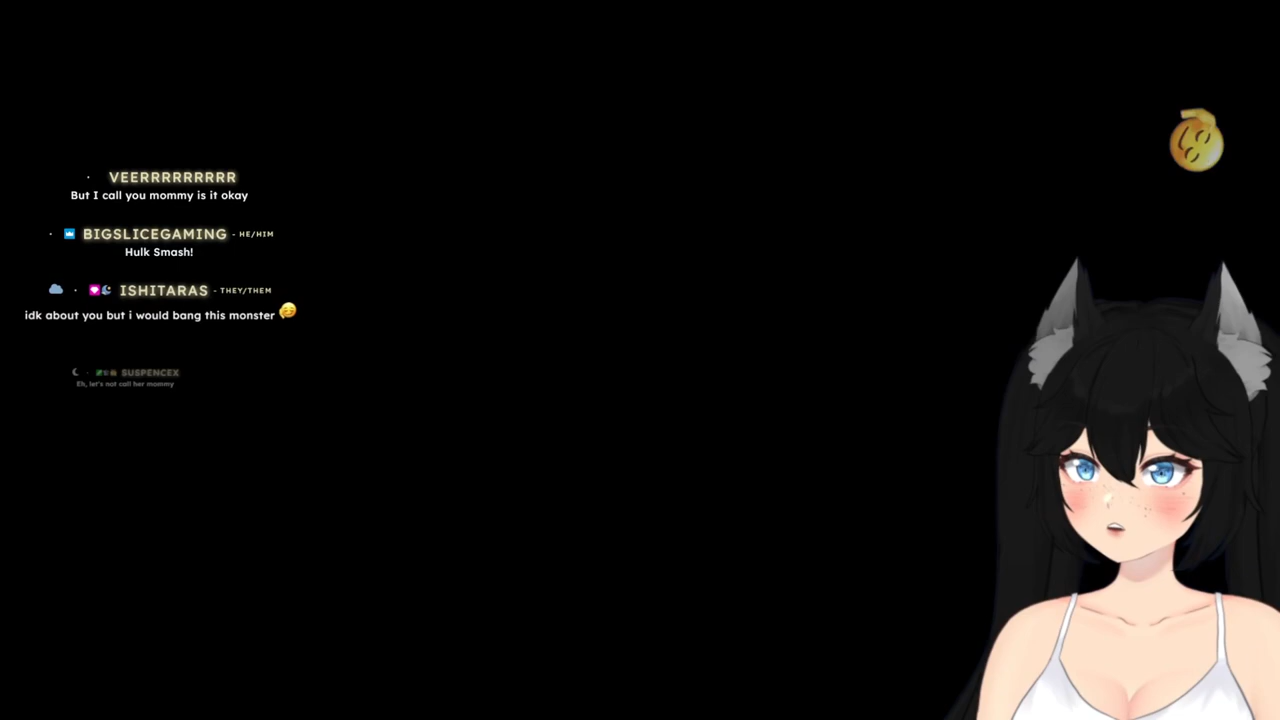 VEERRRRRRRRR
But I call you mommy is it okay
BIGSLICEGAMING - HE/HIM
Hulk Smash!
ISHITARAS - THEY/THEM
idk about you but i would bang this monster
SUSPENCEX
Eh, let's not call her mommy